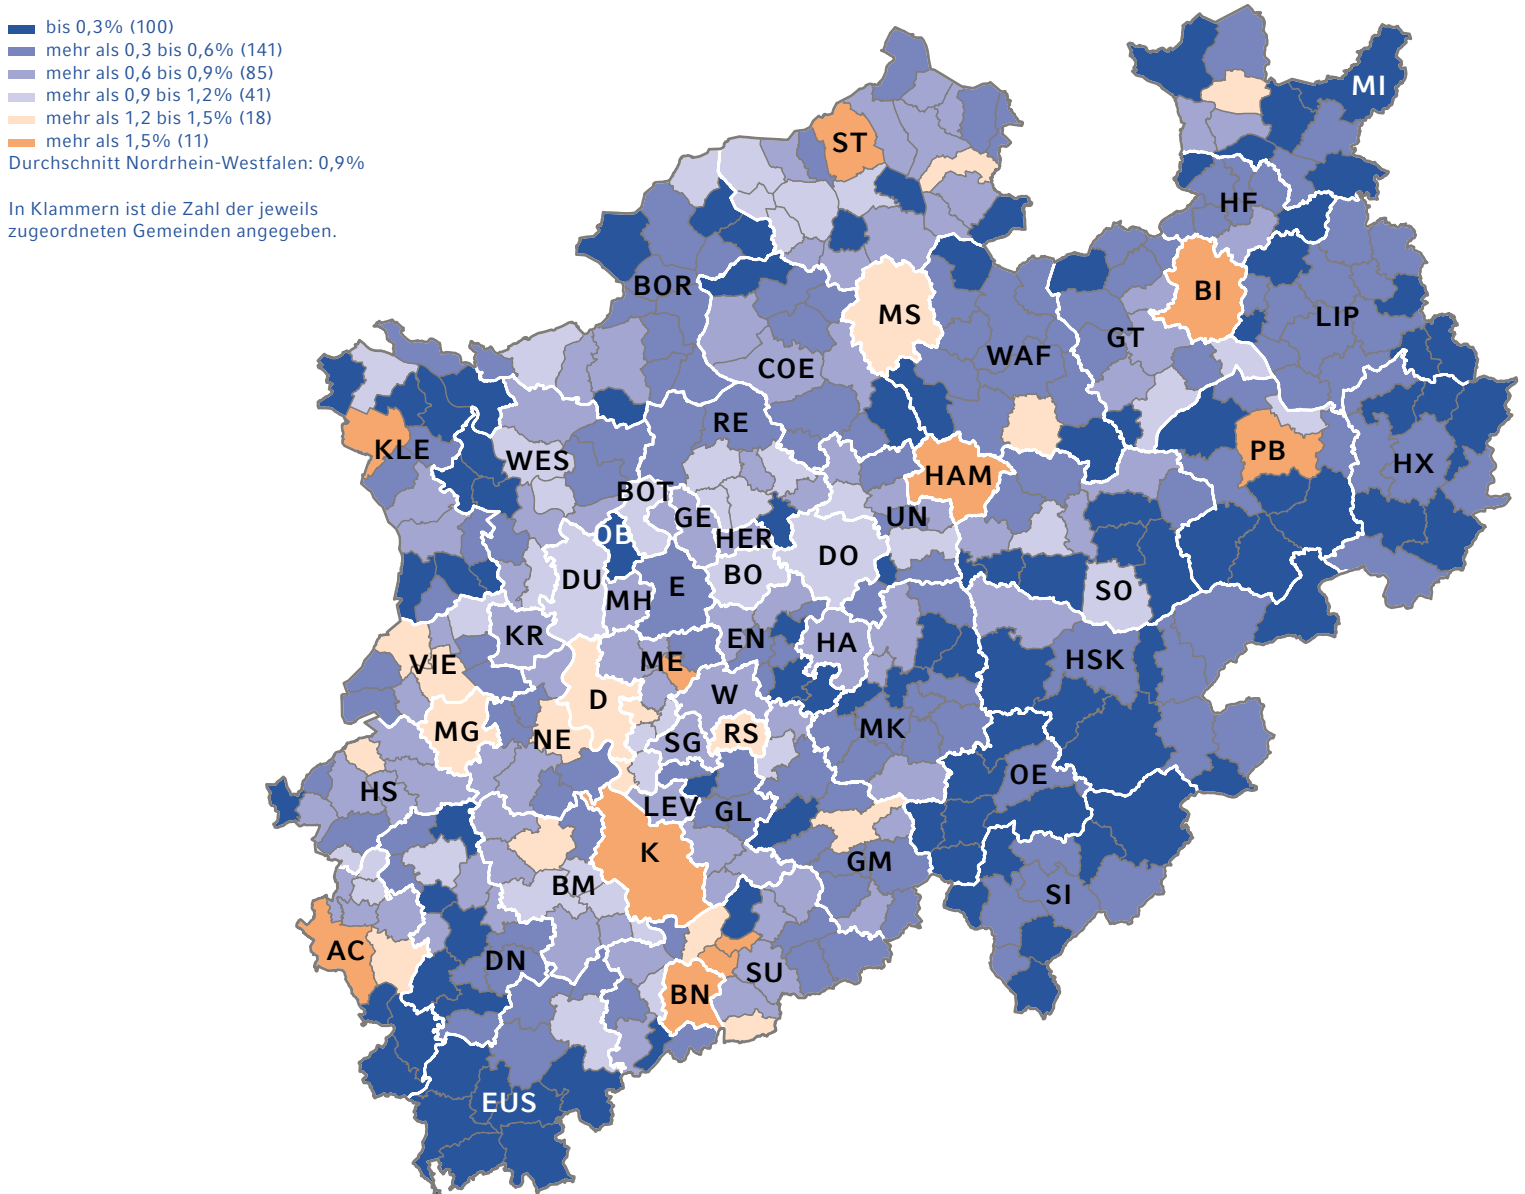 bis 0,3% (100)
mehr als 0,3 bis 0,6% (141)
mehr als 0,6 bis 0,9% (85)
mehr als 0,9 bis 1,2% (41)
mehr als 1,2 bis 1,5% (18)
mehr als 1,5% (11)
Durchschnitt Nordrhein-Westfalen: 0,9%
In Klammern ist die Zahl der jeweils
zugeordneten Gemeinden angegeben.
MI
ST
HF
BOR
BI
MS
LIP
GT
WAF
COE
RE
KLE
WES
PB
HX
HAM
BOT
GE
UN
OB
HER
DO
BO
DU
E
SO
MH
KR
EN
HA
VIE
ME
HSK
D
W
MG
NE
SG
RS
MK
OE
HS
LEV
GL
K
GM
BM
SI
AC
DN
SU
BN
EUS